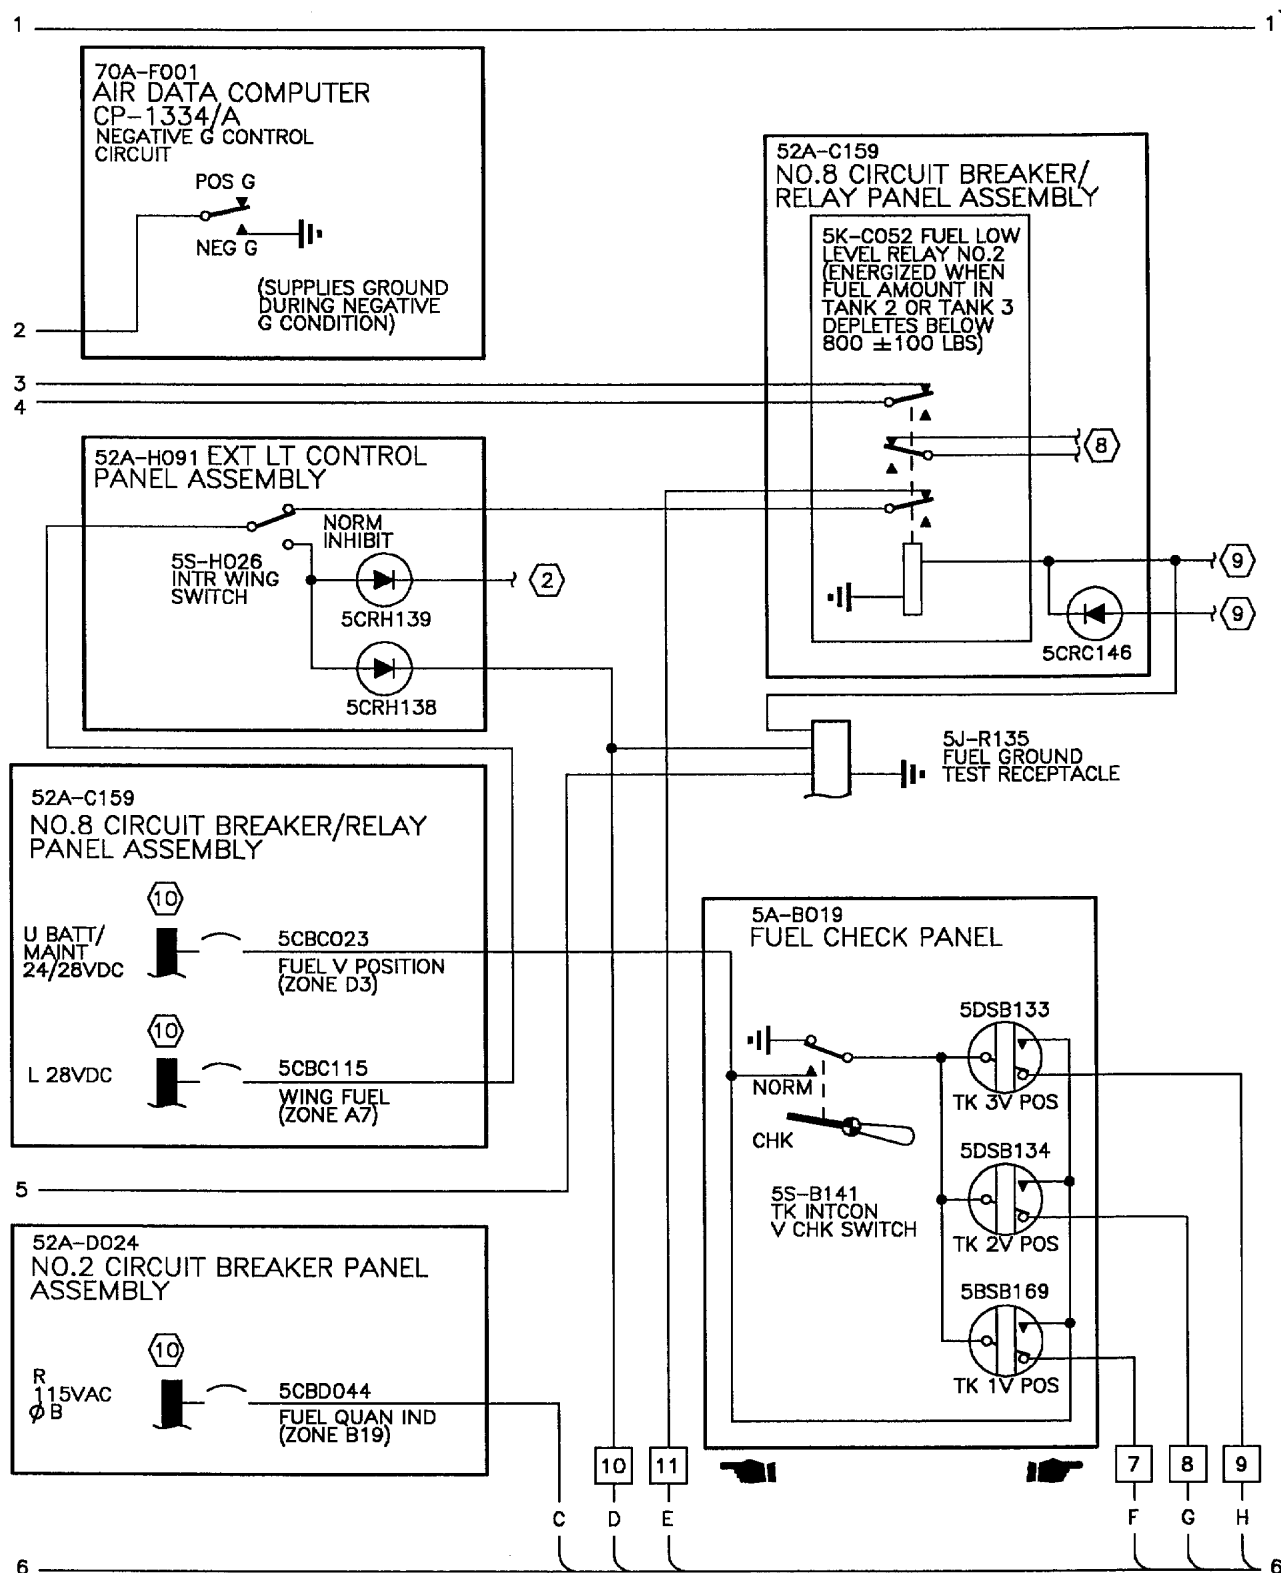 1
1
70A-F001
AIR DATA COMPUTER
CP-1334/A
NEGATIVE G CONTROL
CIRCUIT
POS G
NEG G
(SUPPLIES GROUND
DURING NEGATIVE
G CONDITION)
2
52A-C159
NO.8 CIRCUIT BREAKER/
RELAY PANEL ASSEMBLY
5K-C052 FUEL LOW
LEVEL RELAY NO.2
(ENERGIZED WHEN
FUEL AMOUNT IN
TANK 2 OR TANK 3
DEPLETES BELOW
800 ±100 LBS)
3
4
8
9
9
5CRC146
52A-H091 EXT LT CONTROL
PANEL ASSEMBLY
NORM
INHIBIT
5S-H026
INTR WING
SWITCH
2
5CRH139
5CRH138
5J-R135
FUEL GROUND
TEST RECEPTACLE
52A-C159
NO.8 CIRCUIT BREAKER/RELAY
PANEL ASSEMBLY
10
U BATT/
MAINT
24/28VDC
5CBC023
FUEL V POSITION
(ZONE D3)
10
L 28VDC
5CBC115
WING FUEL
(ZONE A7)
5
5A-B019
FUEL CHECK PANEL
5DSB133
NORM
TK 3V POS
CHK
5DSB134
5S-B141
TK INTCON
V CHK SWITCH
TK 2V POS
5BSB169
TK 1V POS
52A-D024
NO.2 CIRCUIT BREAKER PANEL
ASSEMBLY
10
R
115VAC
ϕ B
5CBD044
FUEL QUAN IND
(ZONE B19)
10
11
7
8
9
C
D
E
F
G
H
6
6